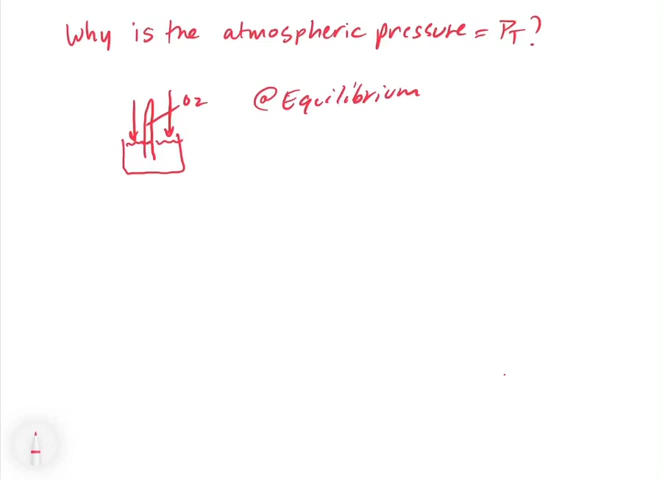 Why is the atmospheric pressure = PT?
O2
@Equilibrium